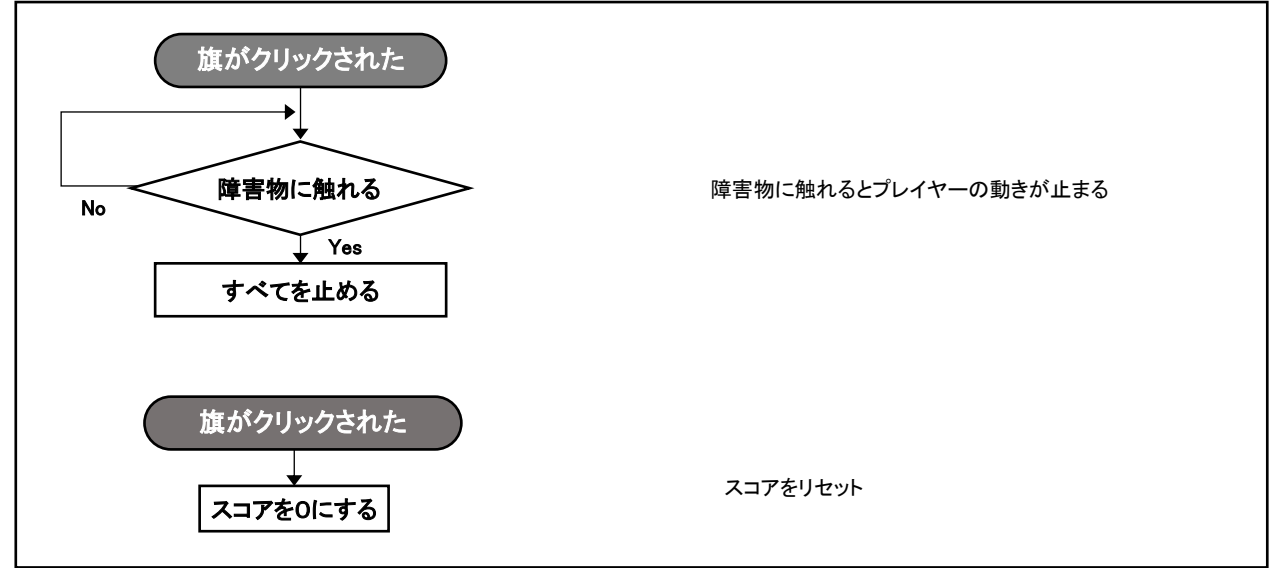 旗がクリックされた
障害物に触れる
障害物に触れるとプレイヤーの動きが止まる
No
Yes
すべてを止める
旗がクリックされた
スコアを0にする
スコアをリセット